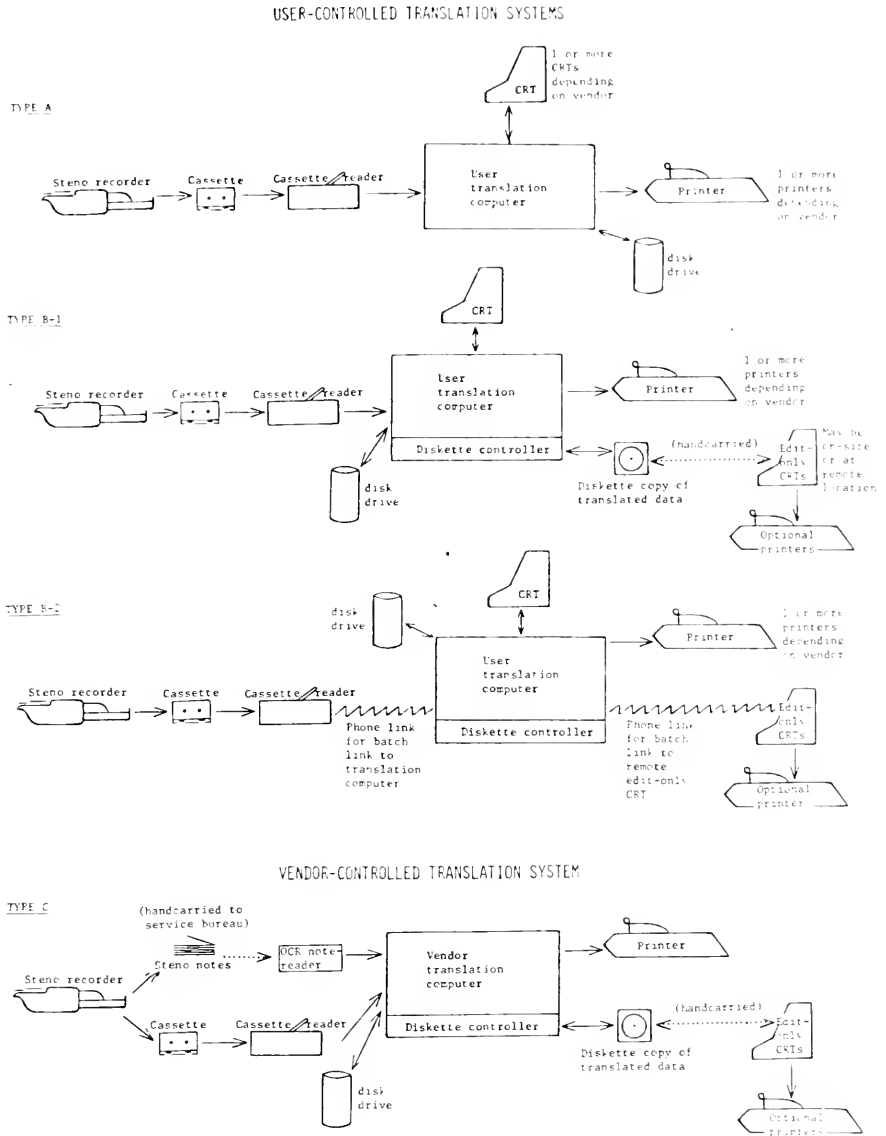 USER-CONTROLLED TRANSLATION SYSTEMS
TYPE A
1 or more
CRTs
depending
on vendor
CRT
Steno recorder
Cassette
Cassette reader
User
translation
computer
Printer
1 or more
printers
depending
on vendor
disk
drive
TYPE B-1
CRT
Steno recorder
Cassette
Cassette reader
User
translation
computer
Diskette controller
Printer
1 or more
printers
depending
on vendor
disk
drive
(handcarried)
Diskette copy of
translated data
Edit-
only
CRTs
May be
on-site
or at
remote
location
Optional
printers
TYPE B-2
disk
drive
CRT
User
translation
computer
Diskette controller
Printer
1 or more
printers
depending
on vendor
Steno recorder
Cassette
Cassette reader
Phone link
for batch
link to
translation
computer
Phone link
for batch
link to
remote
edit-only
CRT
Edit-
only
CRTs
Optional
printer
VENDOR-CONTROLLED TRANSLATION SYSTEM
TYPE C
(handcarried to
service bureau)
Steno notes
OCR note-
reader
Steno recorder
Cassette
Cassette reader
Vendor
translation
computer
Diskette controller
Printer
disk
drive
(handcarried)
Diskette copy of
translated data
Edit-
only
CRTs
Optional
printers